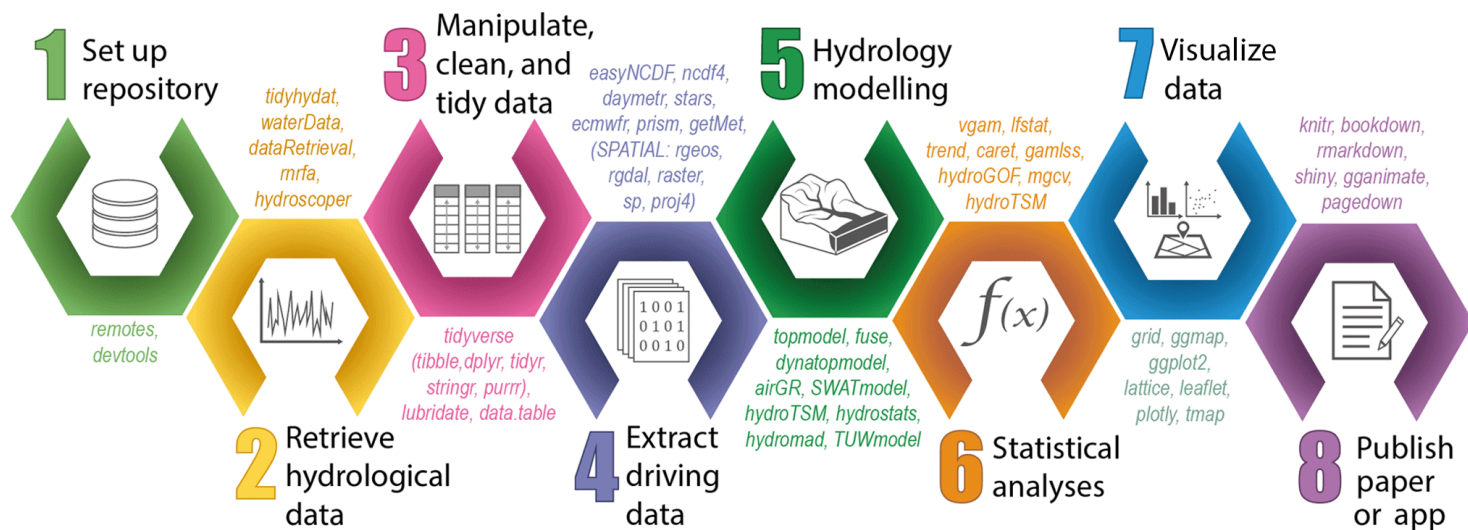 1 Set up
repository
remotes,
devtools
tidyhydat,
waterData,
dataRetrieval,
mrfa,
hydroscoper
2 Retrieve
hydrological
data
3 Manipulate,
clean, and
tidy data
tidyverse
(tibble,dplyr, tidyr,
stringr, purrr),
lubridate, data.table
easyNCDF, ncdf4,
daymetr, stars,
ecmwfr, prism, getMet,
(SPATIAL: rgeos,
rgdal, raster,
sp, proj4)
1001
0101
0010
4 Extract
driving
data
5 Hydrology
modelling
topmodel, fuse,
dynatopmodel,
airGR, SWATmodel,
hydroTSM, hydrostats,
hydromad, TUWmodel
vgam, lfstat,
trend, caret, gamlss,
hydroGOF, mgcv,
hydroTSM
f(x)
6 Statistical
analyses
7 Visualize
data
grid, ggmap,
ggplot2,
lattice, leaflet,
plotly, tmap
knitr, bookdown,
rmarkdown,
shiny, gganimate,
pagedown
8 Publish
paper
or app